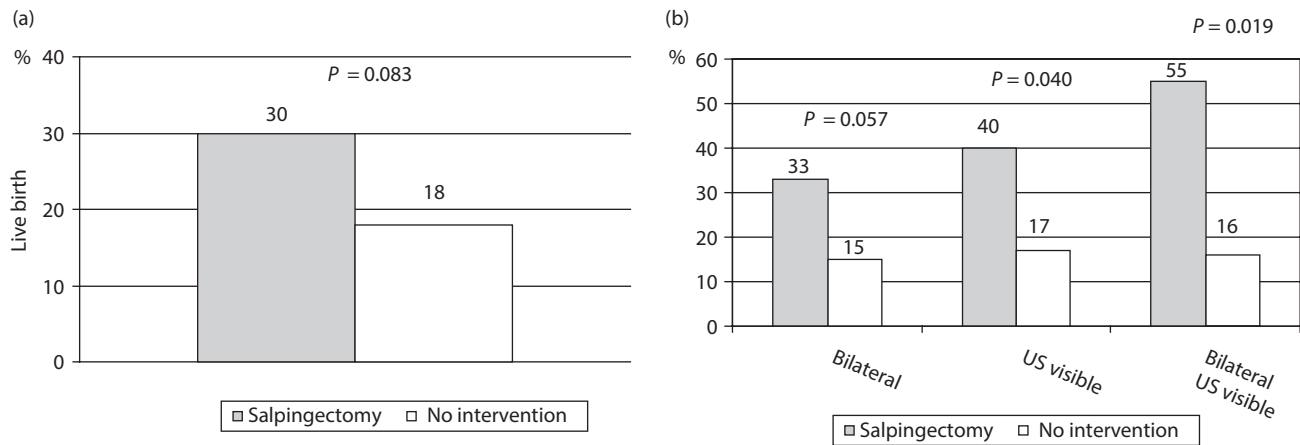 (a)
%
40
P = 0.083
30
30
Live birth
20
18
10
0
Salpingectomy No intervention
(b)
P = 0.019
%
60
55
P = 0.040
50
P = 0.057
40
40
33
30
20
17
16
15
10
0
Bilateral
US visible
Bilateral
US visible
Salpingectomy No intervention